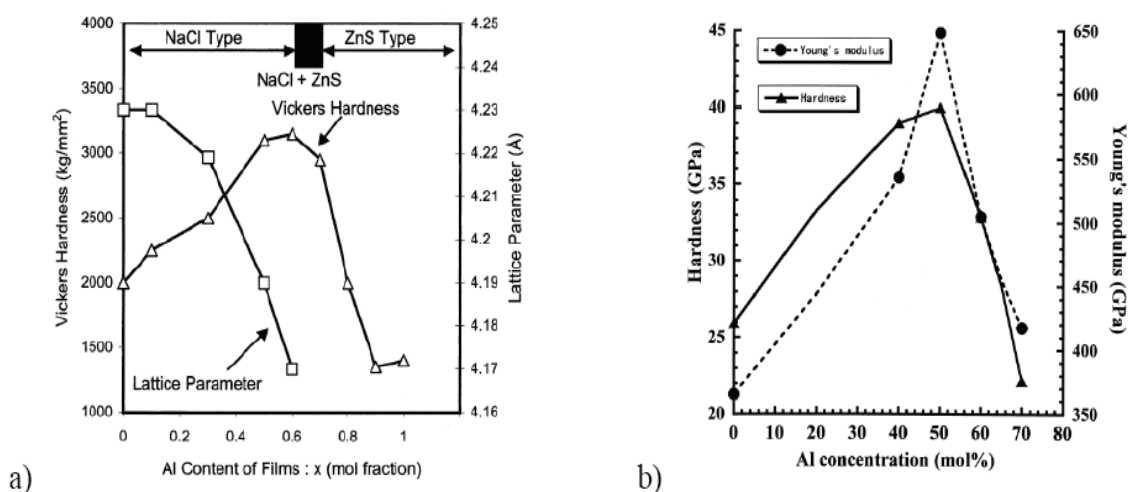 4000
3500
3000
2500
2000
1500
1000
Vickers Hardness (kg/mm²)
NaCl Type
ZnS Type
NaCl + ZnS
Vickers Hardness
Lattice Parameter
4.25
4.24
4.23
4.22
4.21
4.2
4.19
4.18
4.17
4.16
Lattice Parameter (Å)
0 0.2 0.4 0.6 0.8 1
Al Content of Films : x (mol fraction)
a)
45
40
35
31
29
25
20
Hardness (GPa)
Young's modulus
Hardness
650
600
550
500
450
400
350
Young's modulus (GPa)
0 10 20 30 40 50 60 70 80
Al concentration (mol%)
b)